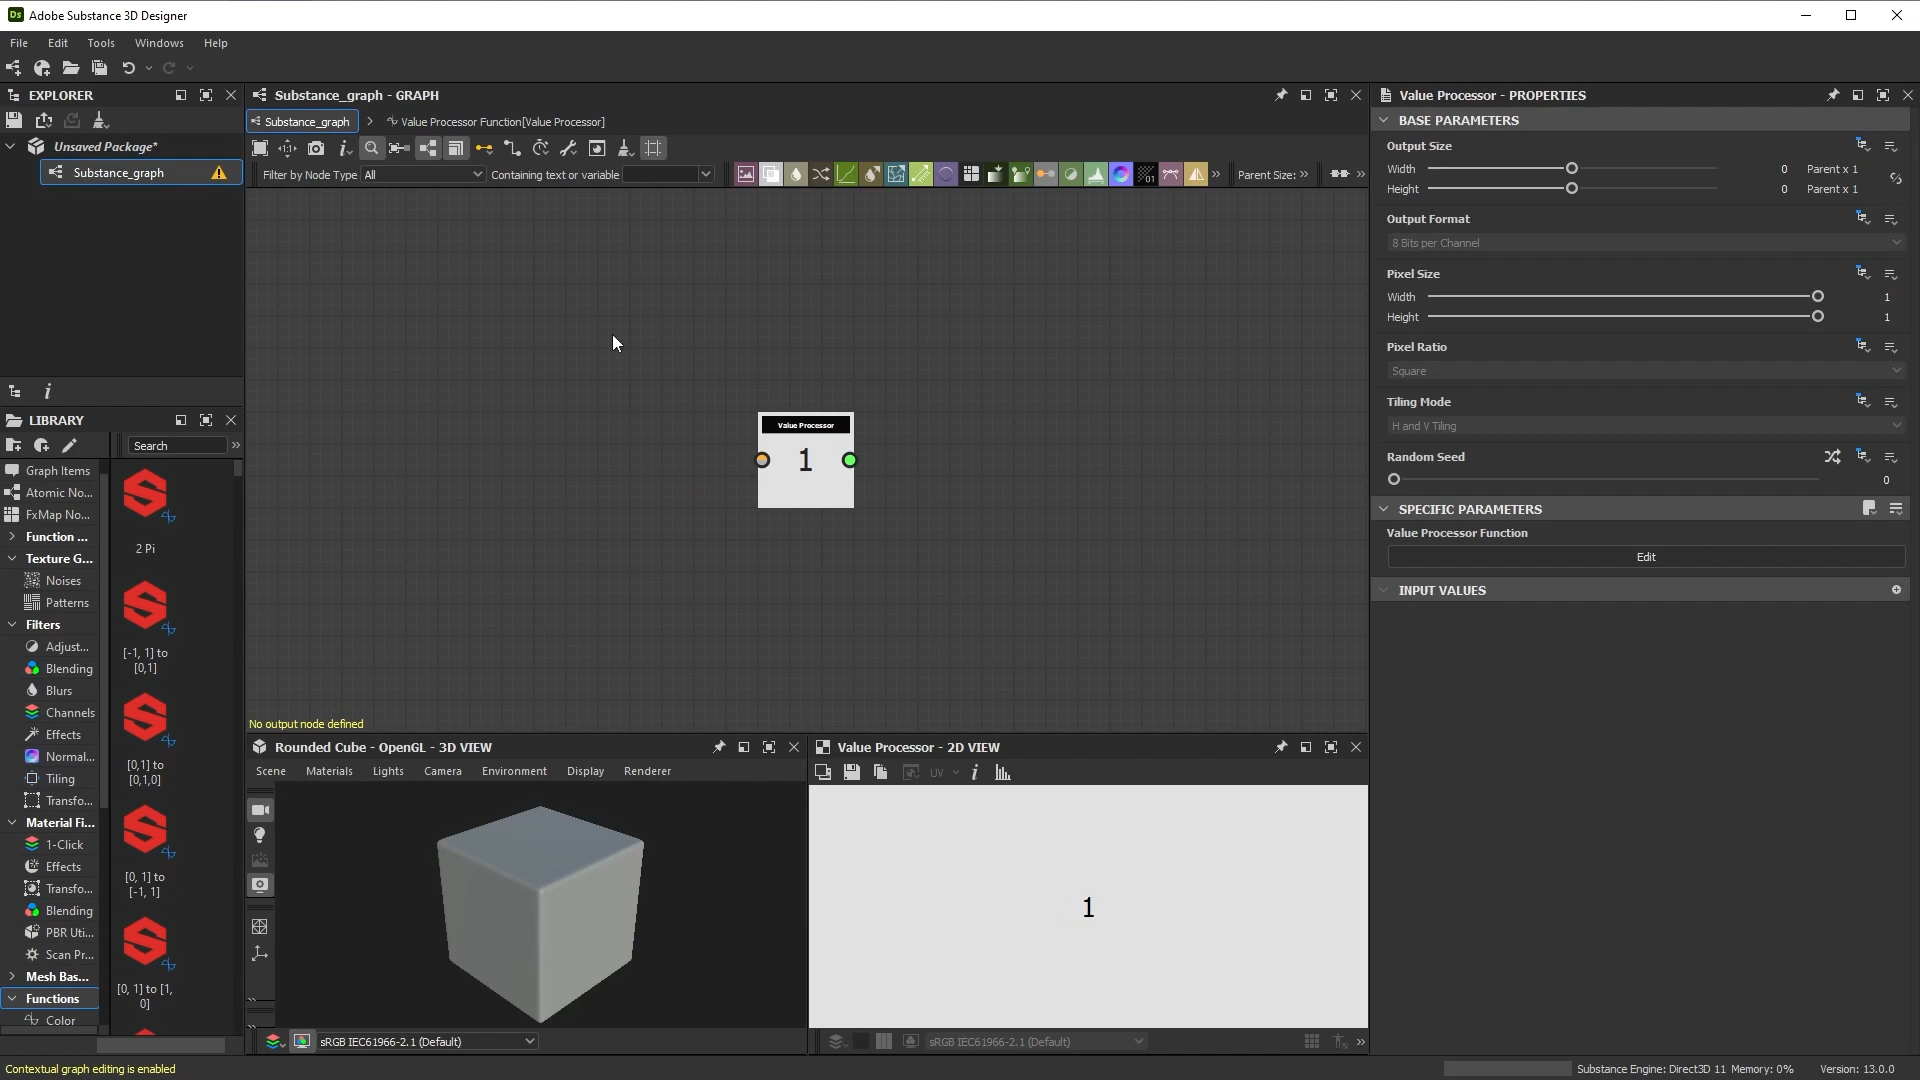 Ds Adobe Substance 3D Designer
File Edit Tools Windows Help
EXPLORER
Unsaved Package*
Substance_graph
LIBRARY
Search
Graph Items
Atomic No...
FxMap No...
Function ...
Texture G...
Noises
Patterns
Filters
Adjust...
Blending
Blurs
Channels
Effects
Normal...
Tiling
Transfo...
Material Fi...
1-Click
Effects
Transfo...
Blending
PBR Uti...
Scan Pr...
Mesh Bas...
Functions
Color
2 Pi
[-1, 1] to
[0,1]
[0,1] to
[0,1,0]
[0, 1] to
[-1, 1]
[0, 1] to [1,
0]
Substance_graph - GRAPH
Substance_graph > Value Processor Function[Value Processor]
Filter by Node Type All Containing text or variable
01
Parent Size:
Value Processor
1
No output node defined
Rounded Cube - OpenGL - 3D VIEW
Scene Materials Lights Camera Environment Display Renderer
sRGB IEC61966-2.1 (Default)
Value Processor - 2D VIEW
UV
1
sRGB IEC61966-2.1 (Default)
Value Processor - PROPERTIES
BASE PARAMETERS
Output Size
Width 0 Parent x 1
Height 0 Parent x 1
Output Format
8 Bits per Channel
Pixel Size
Width 1
Height 1
Pixel Ratio
Square
Tiling Mode
H and V Tiling
Random Seed
0
SPECIFIC PARAMETERS
Value Processor Function
Edit
INPUT VALUES
Contextual graph editing is enabled
Substance Engine: Direct3D 11 Memory: 0% Version: 13.0.0